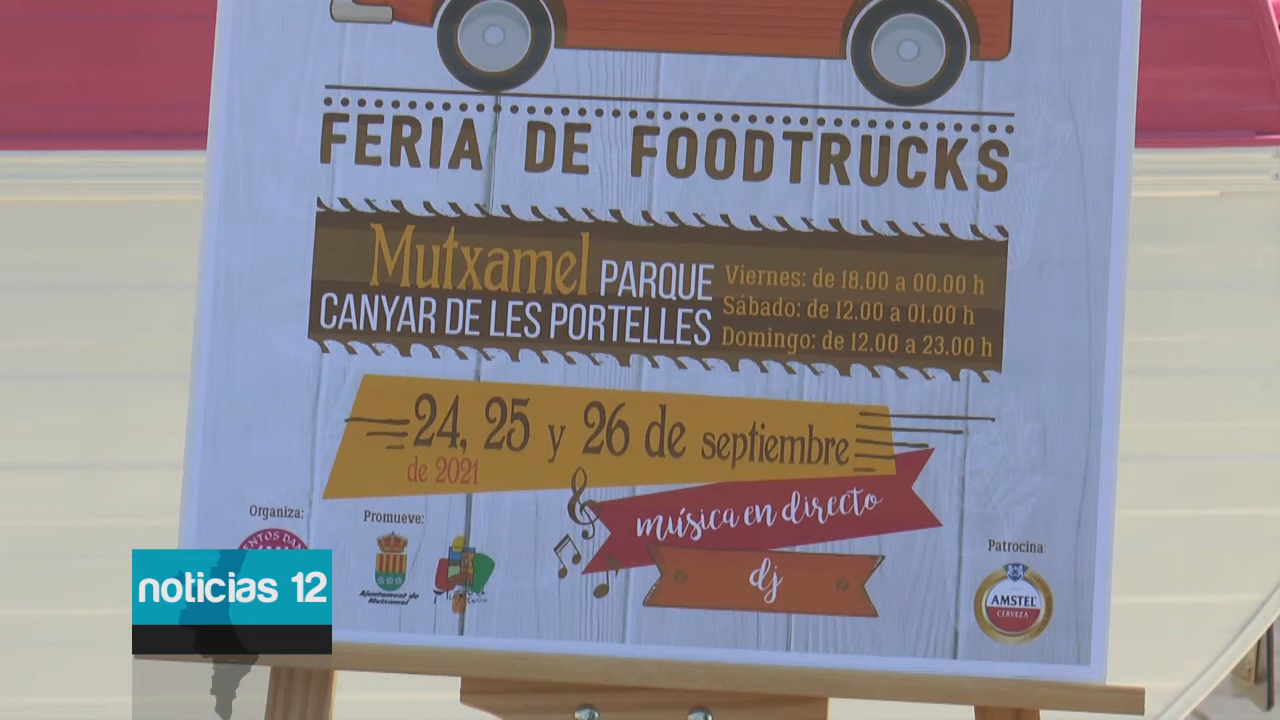 FERIA DE FOODTRUCKS
Mutxamel PARQUE
CANYAR DE LES PORTELLES
Viernes: de 18.00 a 00.00 h
Sábado: de 12.00 a 01.00 h
Domingo: de 12.00 a 23.00 h
24, 25 y 26 de septiembre
de 2021
música en directo
dj
Organiza:
Promueve:
Ajuntament de
Mutxamel
Patrocina:
AMSTEL
CERVEZA
noticias 12